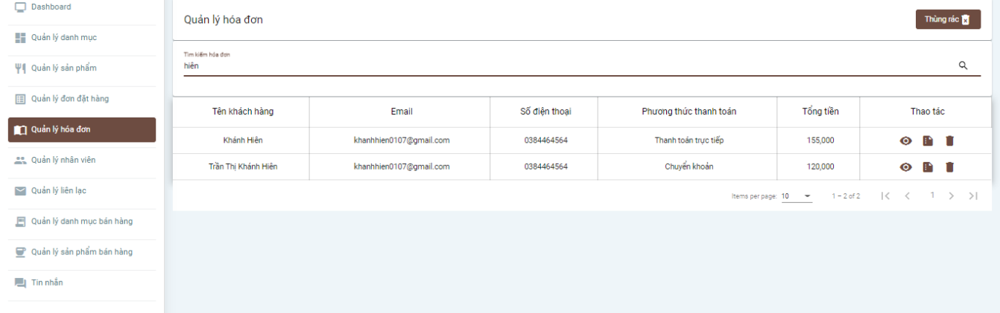 Dashboard
Quản lý danh mục
Quản lý sản phẩm
Quản lý đơn đặt hàng
Quản lý hóa đơn
Quản lý nhân viên
Quản lý liên lạc
Quản lý danh mục bán hàng
Quản lý sản phẩm bán hàng
Tin nhắn
Quản lý hóa đơn
Thùng rác
Tìm kiếm hóa đơn
hiên
Tên khách hàng Email Số điện thoại Phương thức thanh toán Tổng tiền Thao tác
Khánh Hiên khanhhien0107@gmail.com 0384464564 Thanh toán trực tiếp 155,000
Trần Thị Khánh Hiên khanhhien0107@gmail.com 0384464564 Chuyển khoản 120,000
Items per page: 10 1 – 2 of 2 1